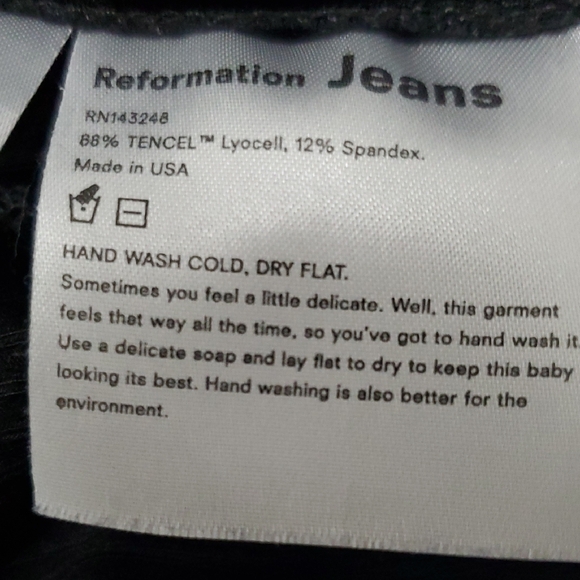 Reformation Jeans
RN143248
88% TENCEL™ Lyocell, 12% Spandex.
Made in USA
HAND WASH COLD, DRY FLAT.
Sometimes you feel a little delicate. Well, this garment
feels that way all the time, so you've got to hand wash it.
Use a delicate soap and lay flat to dry to keep this baby
looking its best. Hand washing is also better for the
environment.